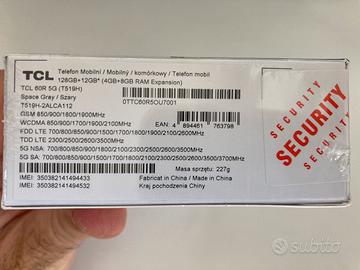 TCL
Telefon Mobilní / Mobilný / komórkowy / Telefon mobil
128GB+12GB* (4GB+8GB RAM Expansion)
TCL 60R 5G (T519H)
Space Gray / Szary
T519H-2ALCA112
0TTC60R5OU7001
GSM 850/900/1800/1900MHz
WCDMA 850/900/1700/1900/2100MHz
EAN: 4 894461 763798
FDD LTE 700/800/850/900/1500/1700/1800/1900/2100/2600MHz
TDD LTE 2300/2500/2600/3500MHz
5G NSA: 700/800/850/900/1800/2100/2300/2500/2600/3500MHz
5G SA: 700/800/850/900/1500/1700/1800/2100/2300/2500/2600/3500/3700MHz
Masa sprzętu: 227g
IMEI: 350382141494433
Fabricat in China / Made in China
IMEI: 350382141494532
Kraj pochodzenia Chiny
SECURITY
SECURITY
subito